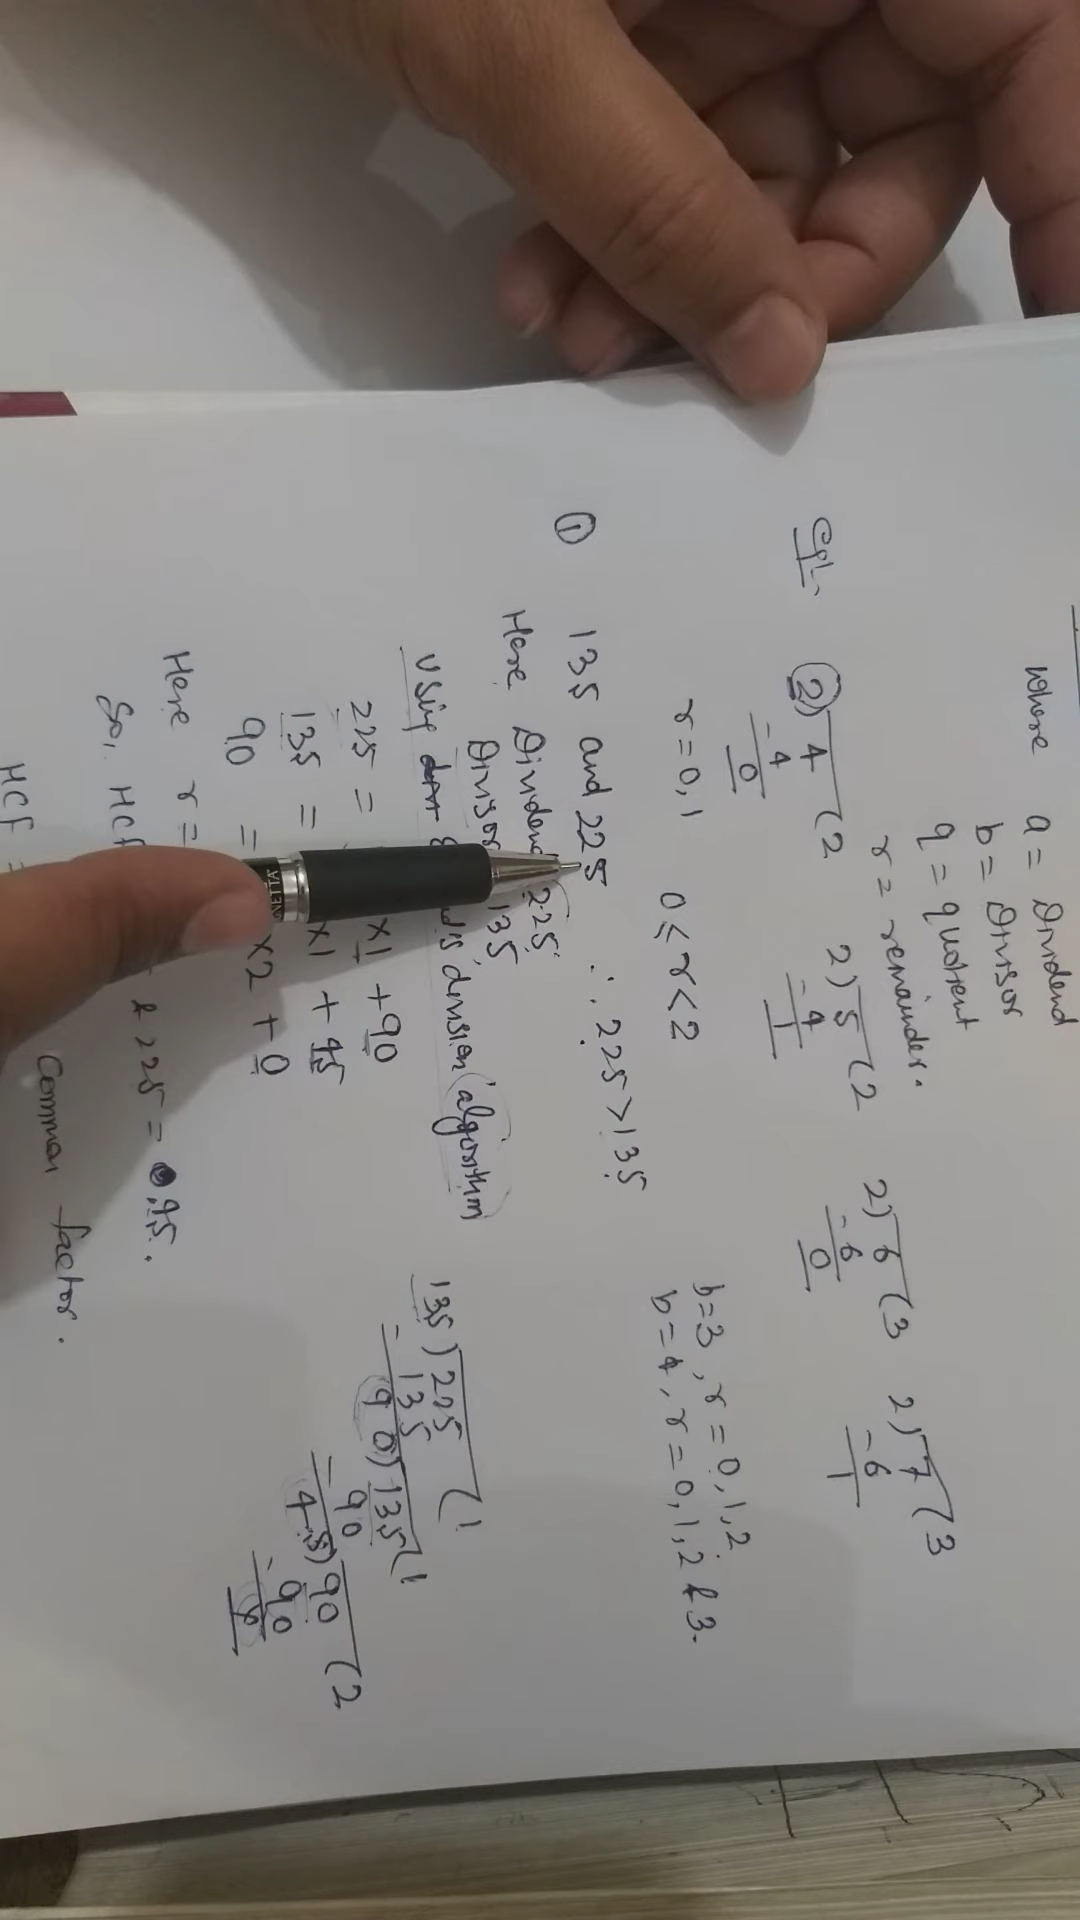 where a = Dividend
b = Divisor
q = quotient
r = remainder.
Sol:
2) 4 (2
- 4
0
2) 5 (2
- 4
1
2) 6 (3
- 6
0
2) 7 (3
- 6
1
r = 0, 1
0 ≤ r < 2
b = 3, r = 0, 1, 2
b = 4, r = 0, 1, 2 & 3.
① 135 and 225 ∴ 225 > 135
Here Dividend 225
Divisor 135
Using division algorithm
225 = ×1 + 90
135 = ×1 + 45
90 = ×2 + 0
135) 225 (1
- 135
90) 135 (1
- 90
45) 90 (2
- 90
0
Here r =
So, HCF & 225 = 45.
HCF = Common factor.